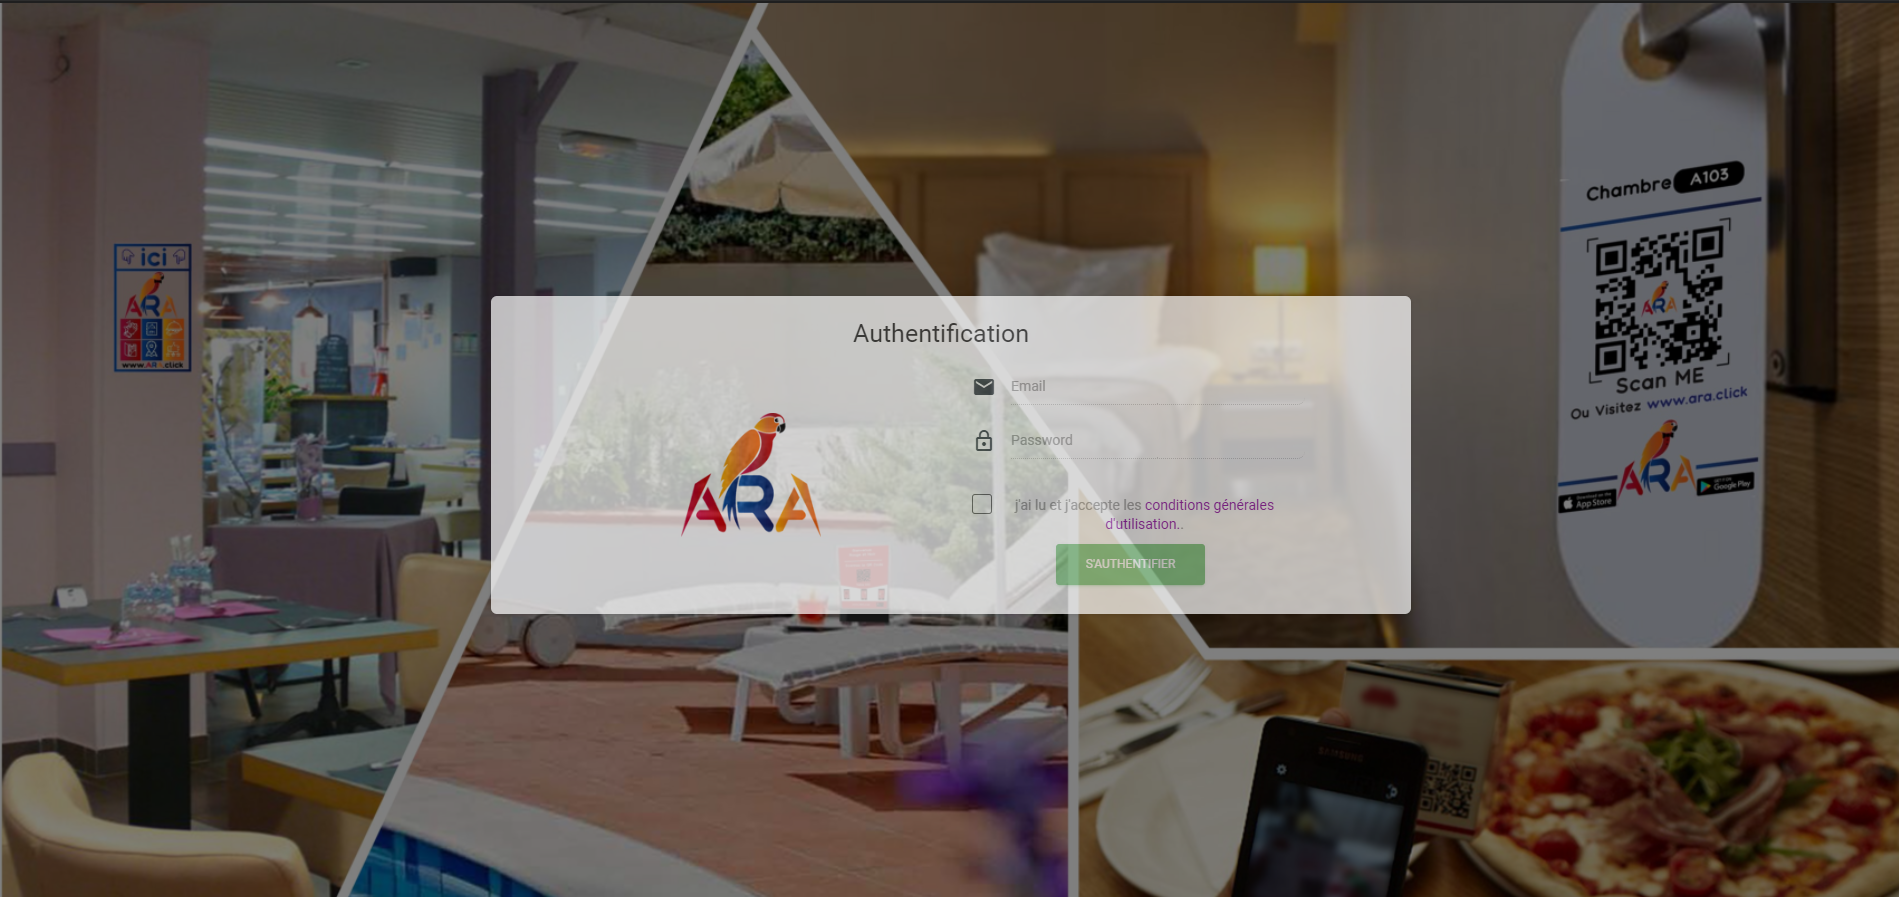 Authentification
Email
Password
j'ai lu et j'accepte les conditions générales
d'utilisation..
S'AUTHENTIFIER
ARA
ici
ARA
www.ARA.click
Chambre A103
ARA
Scan ME
Ou Visitez www.ara.click
ARA
App Store
Google Play
SAMSUNG